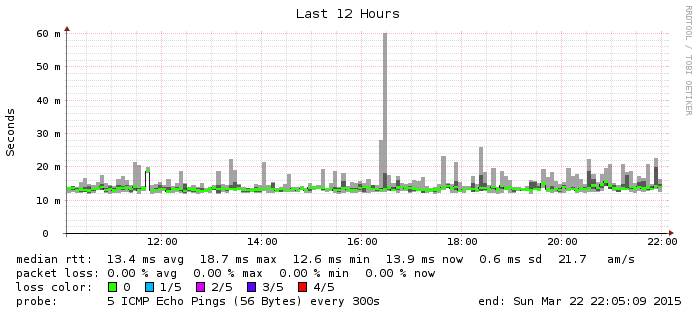 Last 12 Hours
RRDTOOL / TOBI OETIKER
Seconds
60 m
50 m
40 m
30 m
20 m
10 m
0
12:00 14:00 16:00 18:00 20:00 22:00
median rtt: 13.4 ms avg 18.7 ms max 12.6 ms min 13.9 ms now 0.6 ms sd 21.7 am/s
packet loss: 0.00 % avg 0.00 % max 0.00 % min 0.00 % now
loss color: 0 1/5 2/5 3/5 4/5
probe: 5 ICMP Echo Pings (56 Bytes) every 300s end: Sun Mar 22 22:05:09 2015